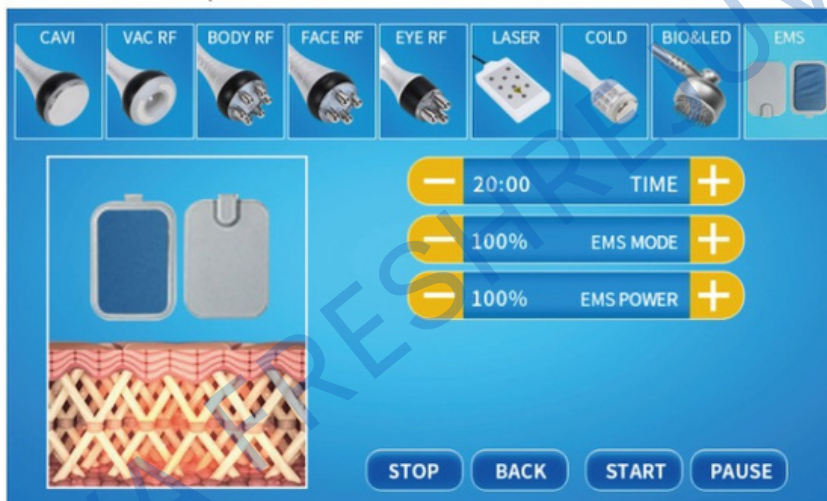 CAVI VAC RF BODY RF FACE RF EYE RF LASER COLD BIO&LED EMS
20:00 TIME
100% EMS MODE
100% EMS POWER
STOP BACK START PAUSE